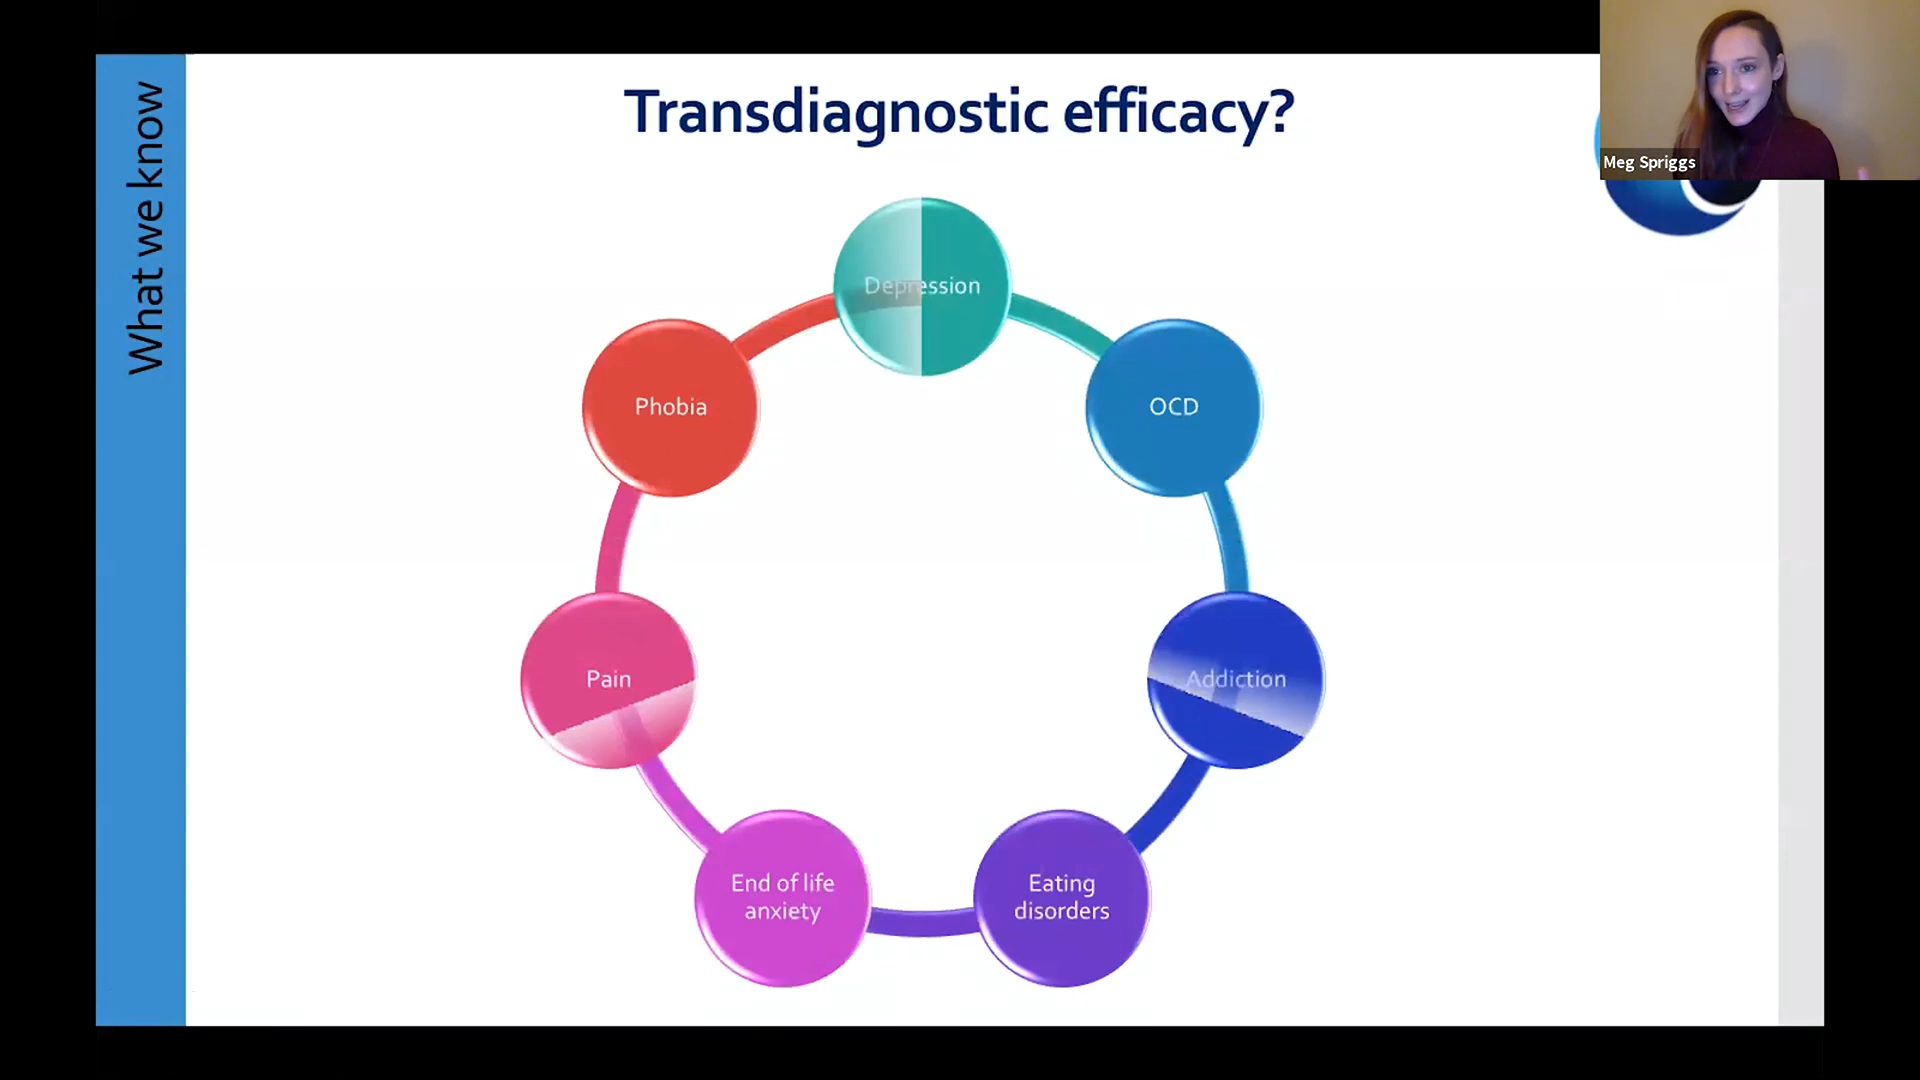 What we know
Transdiagnostic efficacy?
Meg Spriggs
Depression
Phobia
OCD
Pain
Addiction
End of life
anxiety
Eating
disorders